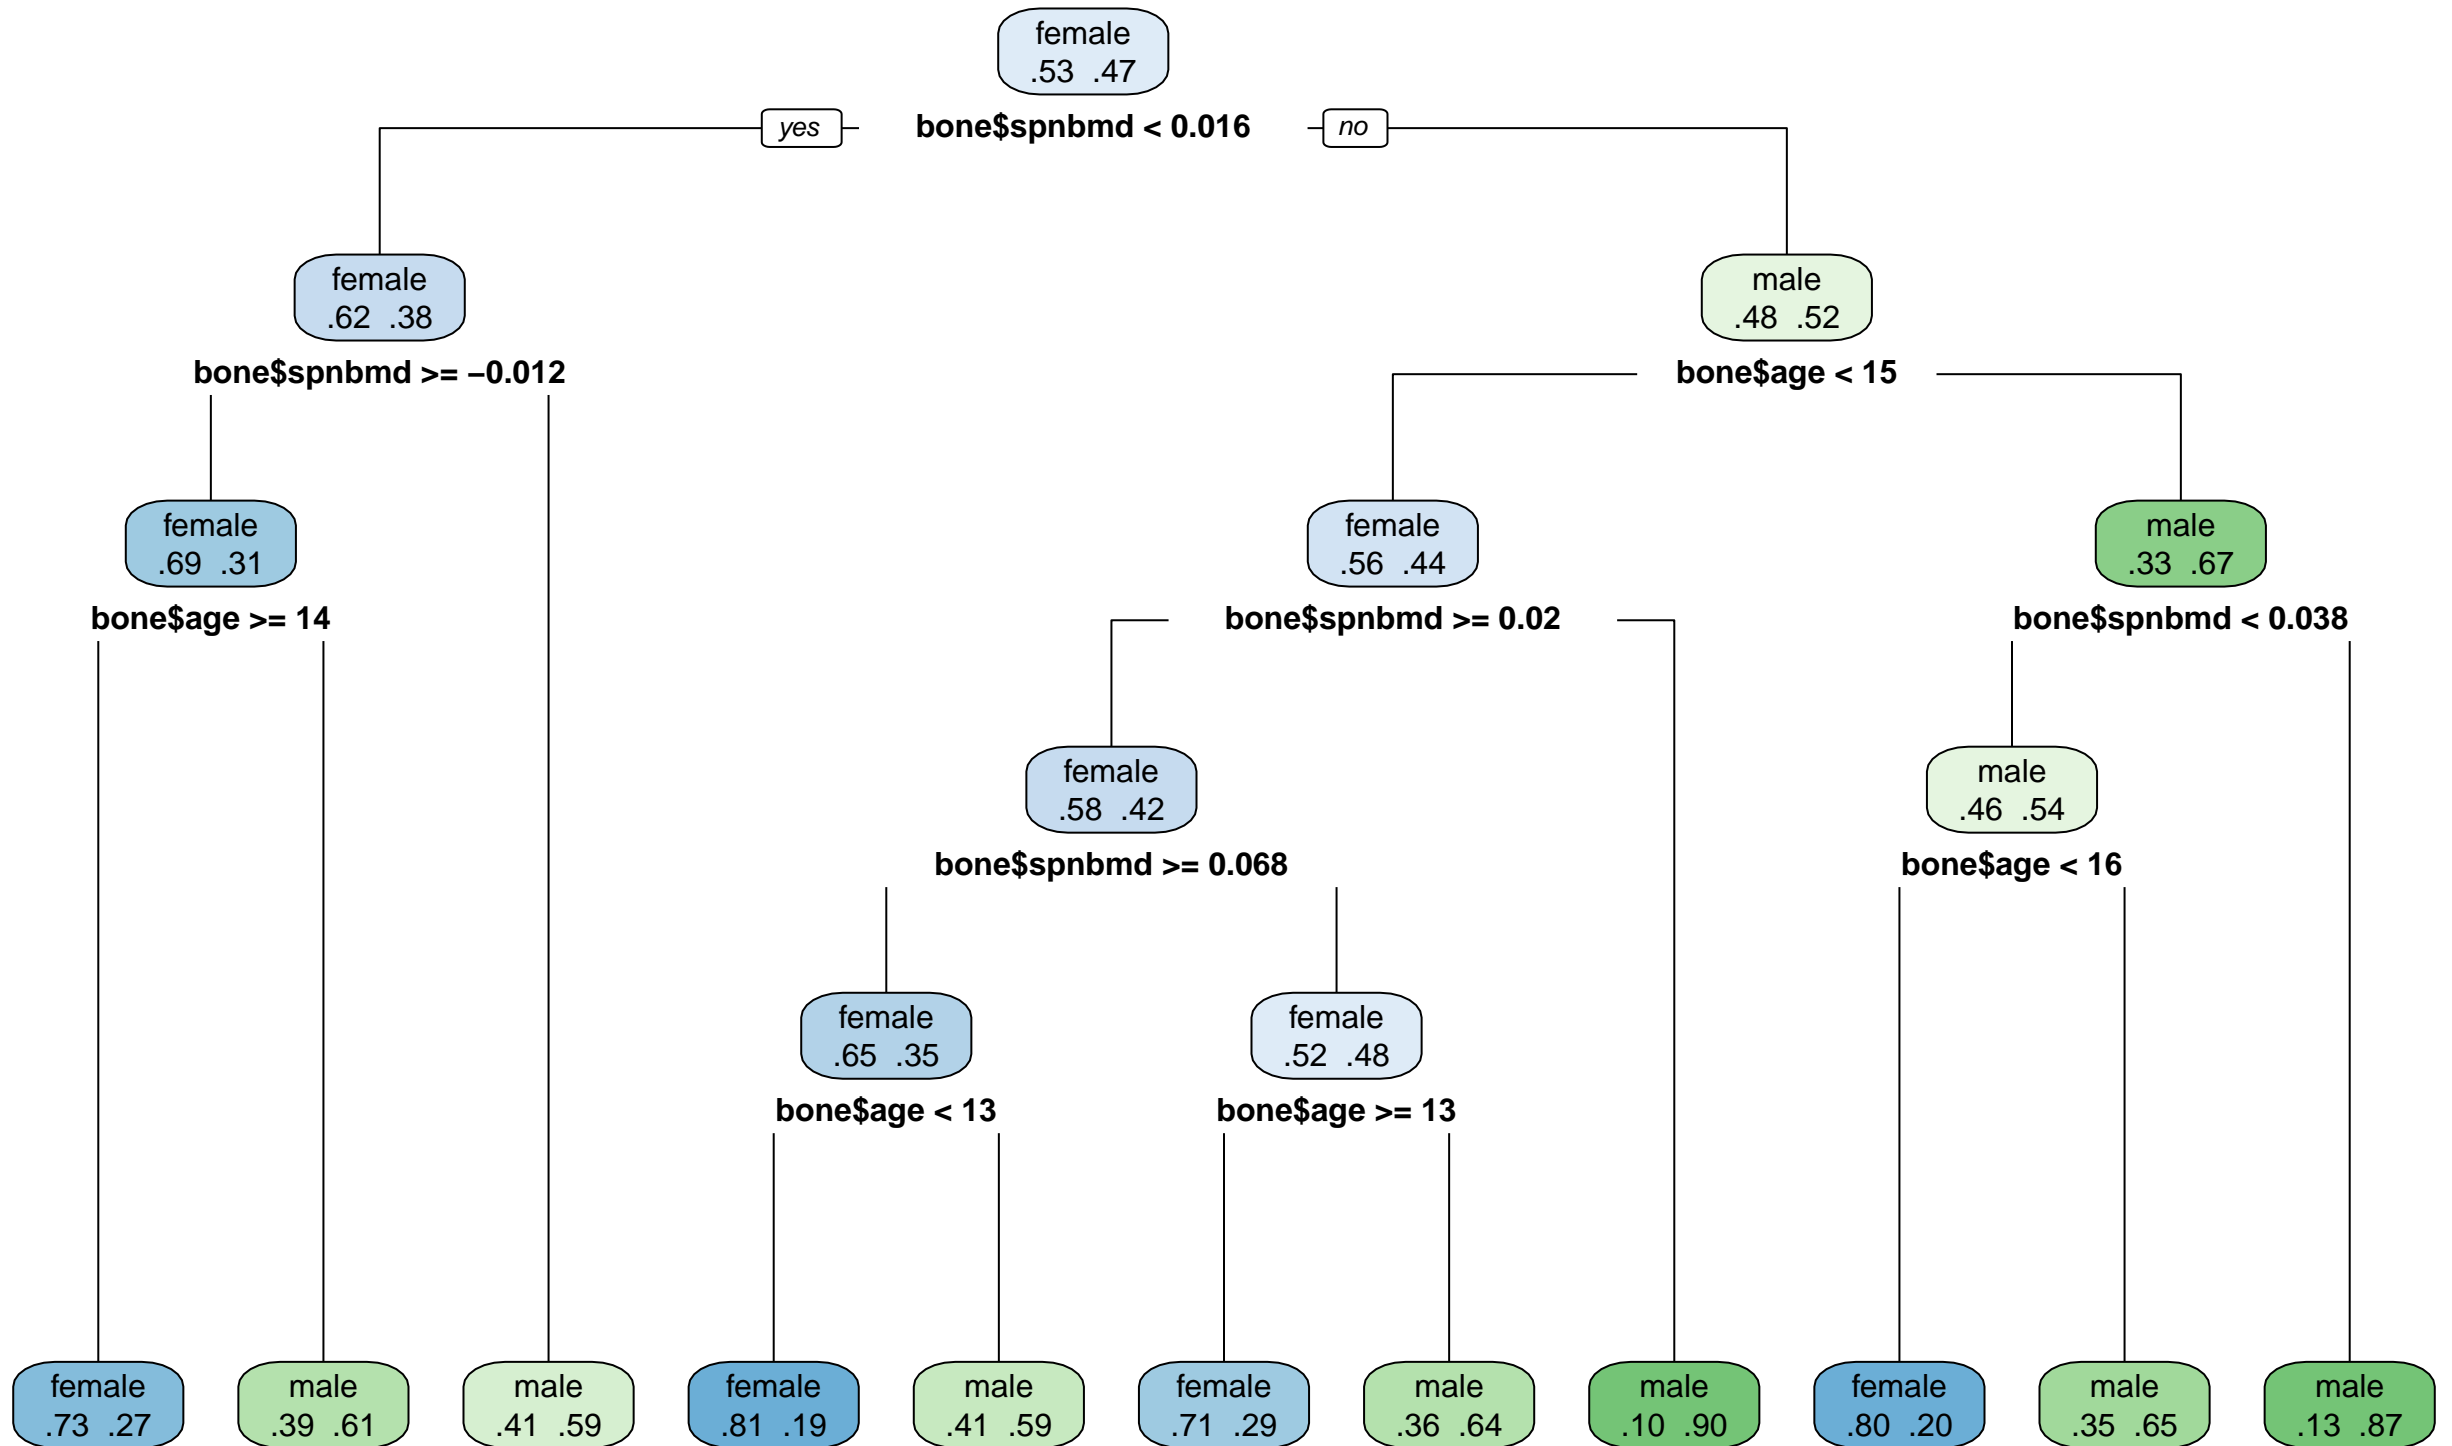 female
.53 .47
yes
bone$spnbmd < 0.016
no
female
.62 .38
male
.48 .52
bone$spnbmd >= −0.012
bone$age < 15
female
.69 .31
female
.56 .44
male
.33 .67
bone$age >= 14
bone$spnbmd >= 0.02
bone$spnbmd < 0.038
female
.58 .42
male
.46 .54
bone$spnbmd >= 0.068
bone$age < 16
female
.65 .35
female
.52 .48
bone$age < 13
bone$age >= 13
female
.73 .27
male
.39 .61
male
.41 .59
female
.81 .19
male
.41 .59
female
.71 .29
male
.36 .64
male
.10 .90
female
.80 .20
male
.35 .65
male
.13 .87